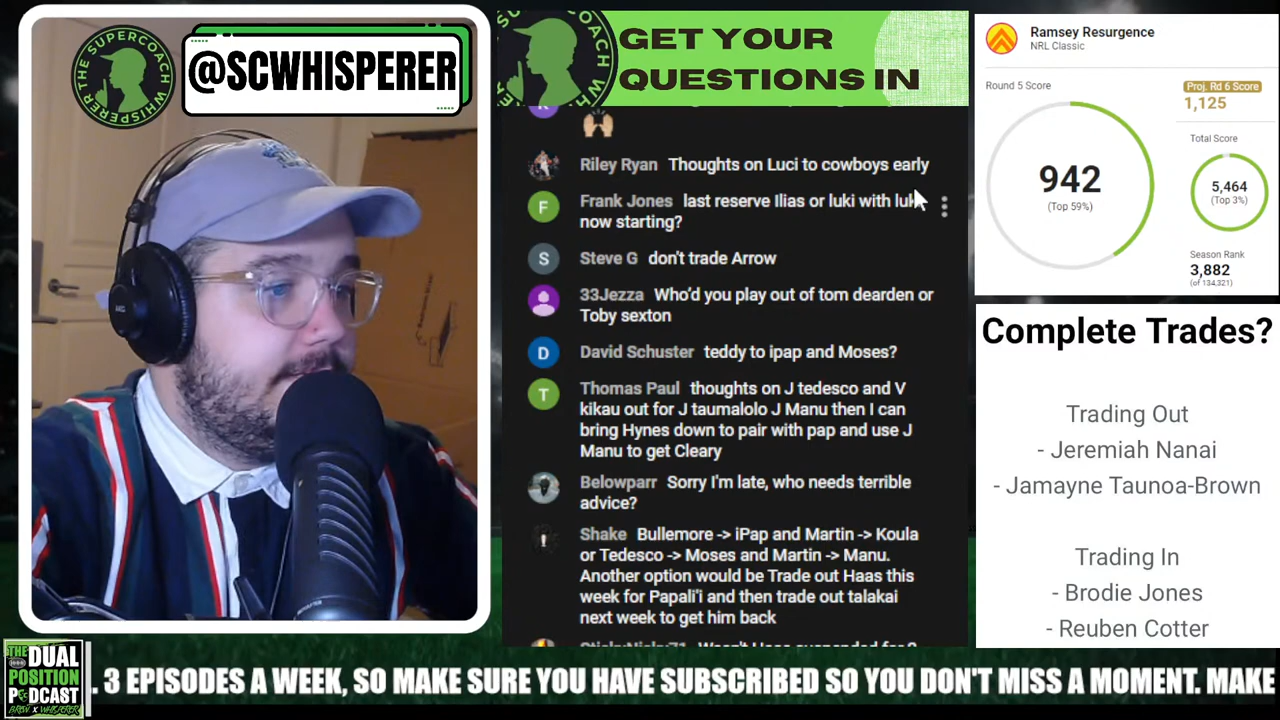 THE SUPERCOACH WHISPERER
@SCWHISPERER
GET YOUR
QUESTIONS IN
Riley Ryan Thoughts on Luci to cowboys early
Frank Jones last reserve Ilias or luki with luki
now starting?
Steve G don't trade Arrow
33Jezza Who'd you play out of tom dearden or
Toby sexton
David Schuster teddy to ipap and Moses?
Thomas Paul thoughts on J tedesco and V
kikau out for J taumalolo J Manu then I can
bring Hynes down to pair with pap and use J
Manu to get Cleary
Belowparr Sorry I'm late, who needs terrible
advice?
Shake Bullemore -> iPap and Martin -> Koula
or Tedesco -> Moses and Martin -> Manu.
Another option would be Trade out Haas this
week for Papali'i and then trade out talakai
next week to get him back
F
S
D
T
Ramsey Resurgence
NRL Classic
Round 5 Score
942
(Top 59%)
Proj. Rd 6 Score
1,125
Total Score
5,464
(Top 3%)
Season Rank
3,882
(of 134,321)
Complete Trades?
Trading Out
- Jeremiah Nanai
- Jamayne Taunoa-Brown
Trading In
- Brodie Jones
- Reuben Cotter
THE
DUAL
POSITION
PODCAST
BREW X WHISPERER
. 3 EPISODES A WEEK, SO MAKE SURE YOU HAVE SUBSCRIBED SO YOU DON'T MISS A MOMENT. MAKE